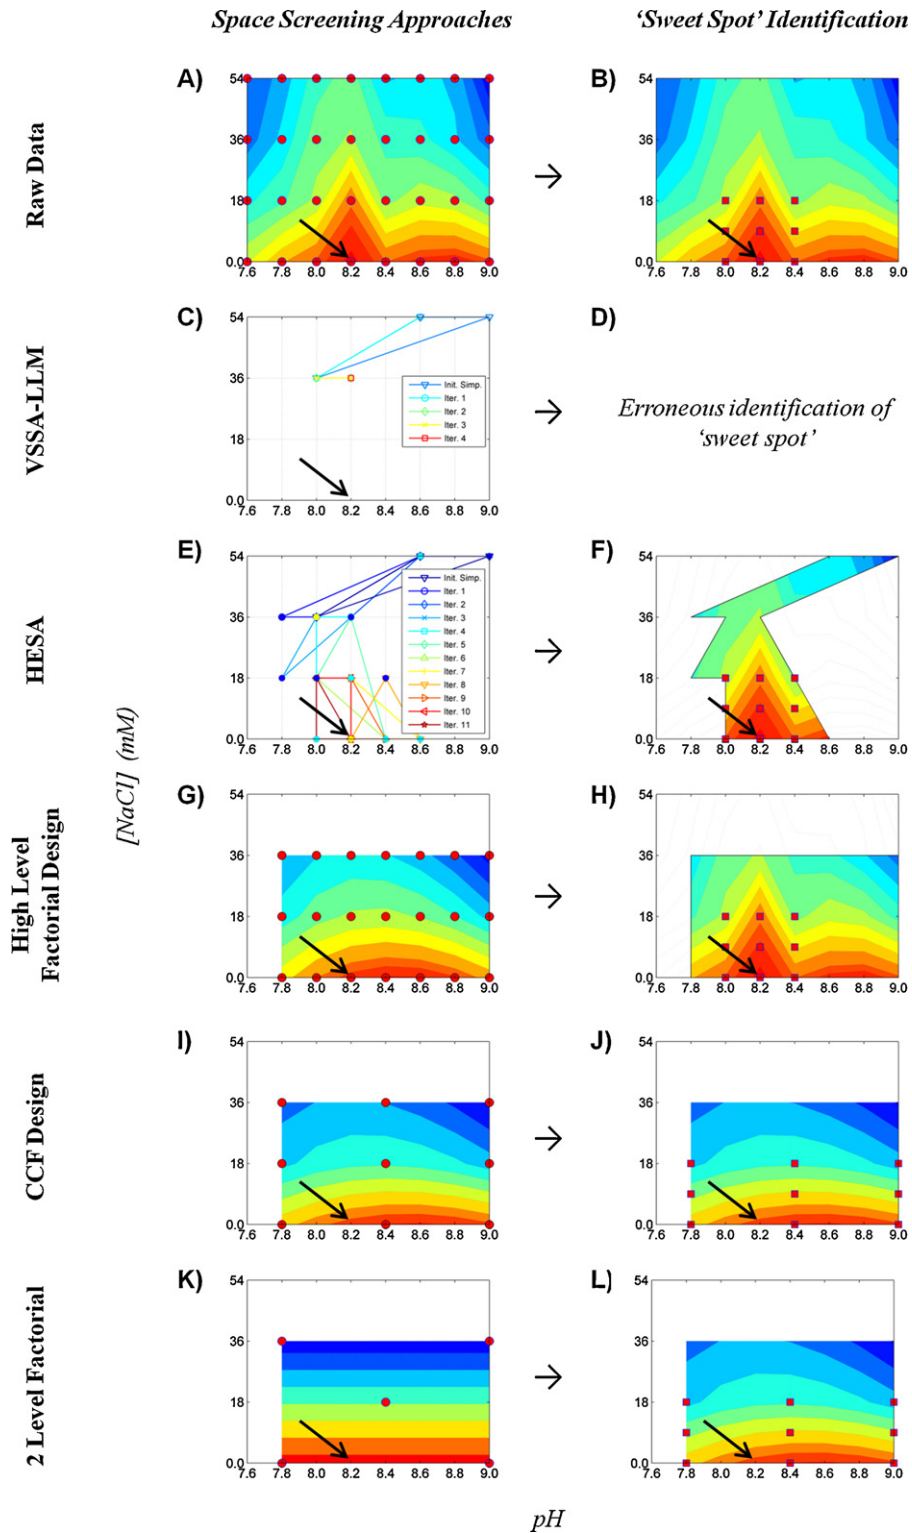 Space Screening Approaches
'Sweet Spot' Identification
Raw Data
A)
54
36
18
0.0
7.6 7.8 8.0 8.2 8.4 8.6 8.8 9.0
B)
54
36
18
0.0
7.6 7.8 8.0 8.2 8.4 8.6 8.8 9.0
VSSA-LLM
C)
54
36
18
0.0
7.6 7.8 8.0 8.2 8.4 8.6 8.8 9.0
Init. Simp.
Iter. 1
Iter. 2
Iter. 3
Iter. 4
D)
Erroneous identification of
'sweet spot'
HESA
E)
54
36
18
0.0
7.6 7.8 8.0 8.2 8.4 8.6 8.8 9.0
Init. Simp.
Iter. 1
Iter. 2
Iter. 3
Iter. 4
Iter. 5
Iter. 6
Iter. 7
Iter. 8
Iter. 9
Iter. 10
Iter. 11
F)
54
36
18
0.0
7.6 7.8 8.0 8.2 8.4 8.6 8.8 9.0
[NaCl] (mM)
High Level
Factorial Design
G)
54
36
18
0.0
7.6 7.8 8.0 8.2 8.4 8.6 8.8 9.0
H)
54
36
18
0.0
7.6 7.8 8.0 8.2 8.4 8.6 8.8 9.0
CCF Design
I)
54
36
18
0.0
7.6 7.8 8.0 8.2 8.4 8.6 8.8 9.0
J)
54
36
18
0.0
7.6 7.8 8.0 8.2 8.4 8.6 8.8 9.0
2 Level Factorial
K)
54
36
18
0.0
7.6 7.8 8.0 8.2 8.4 8.6 8.8 9.0
L)
54
36
18
0.0
7.6 7.8 8.0 8.2 8.4 8.6 8.8 9.0
pH